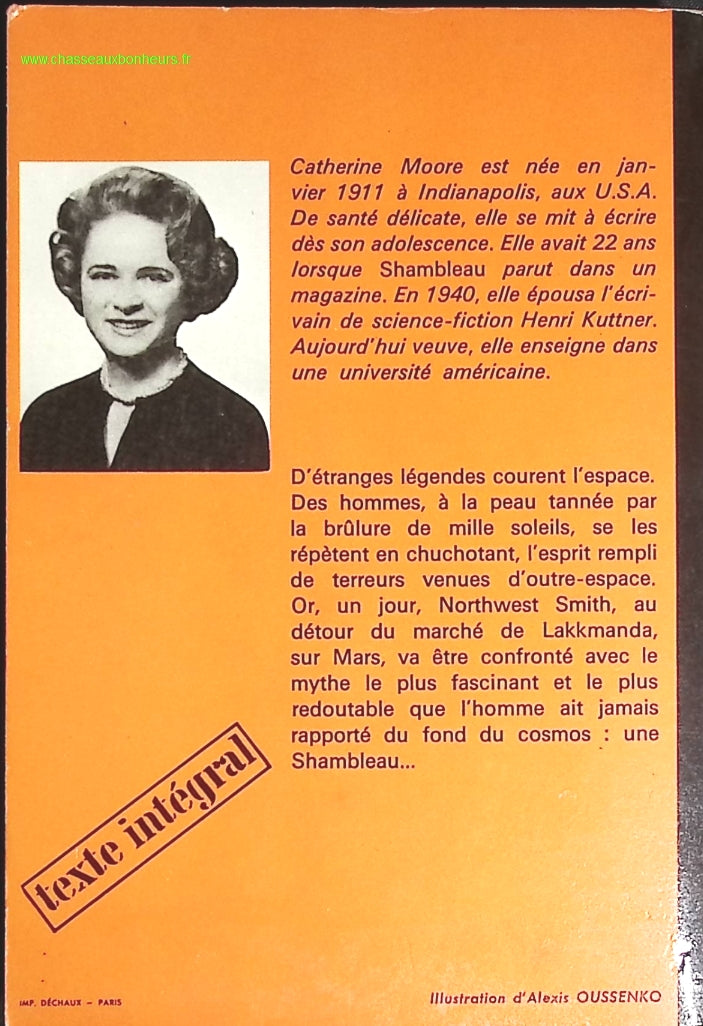 www.chasseauxbonheurs.fr
Catherine Moore est née en jan-
vier 1911 à Indianapolis, aux U.S.A.
De santé délicate, elle se mit à écrire
dès son adolescence. Elle avait 22 ans
lorsque Shambleau parut dans un
magazine. En 1940, elle épousa l'écri-
vain de science-fiction Henri Kuttner.
Aujourd'hui veuve, elle enseigne dans
une université américaine.
D'étranges légendes courent l'espace.
Des hommes, à la peau tannée par
la brûlure de mille soleils, se les
répètent en chuchotant, l'esprit rempli
de terreurs venues d'outre-espace.
Or, un jour, Northwest Smith, au
détour du marché de Lakkmanda,
sur Mars, va être confronté avec le
mythe le plus fascinant et le plus
redoutable que l'homme ait jamais
rapporté du fond du cosmos : une
Shambleau...
texte intégral
IMP. DÉCHAUX – PARIS
Illustration d'Alexis OUSSENKO